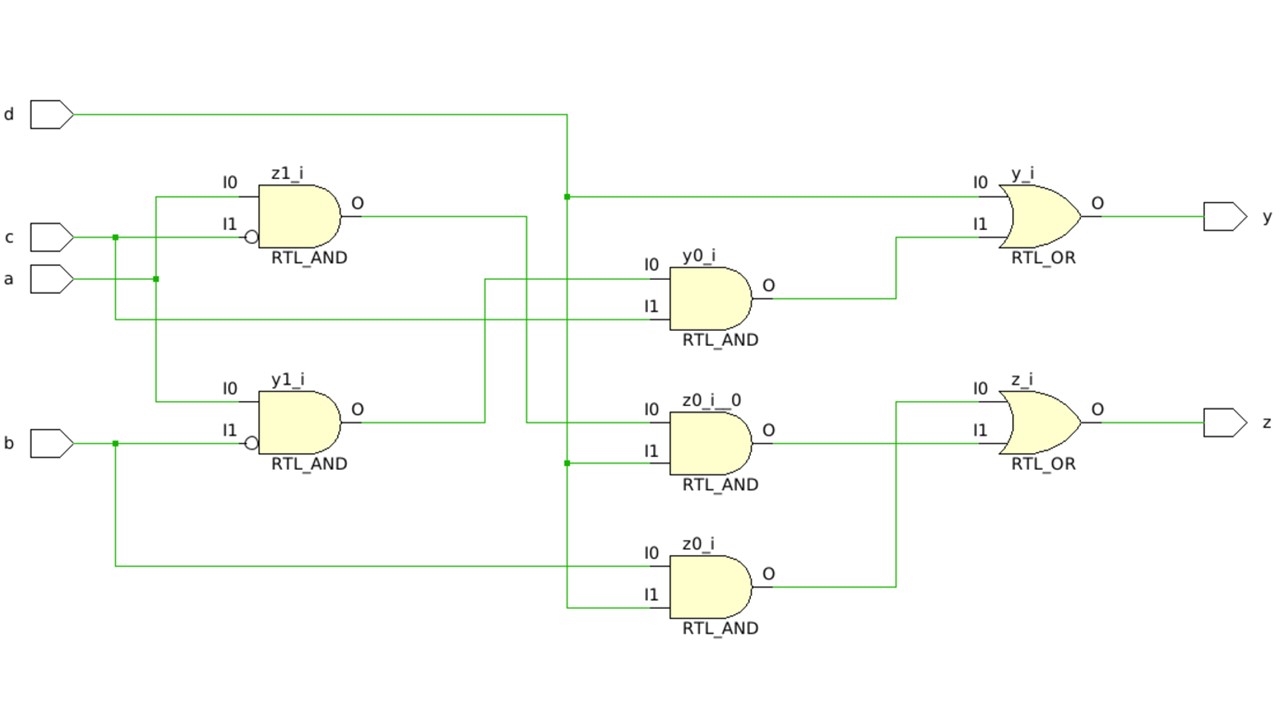 d
z1_i
I0
O
I1
RTL_AND
c
a
y_i
I0
O
I1
RTL_OR
y
y0_i
I0
O
I1
RTL_AND
y1_i
I0
O
I1
RTL_AND
b
z0_i__0
I0
O
I1
RTL_AND
z_i
I0
O
I1
RTL_OR
z
z0_i
I0
O
I1
RTL_AND